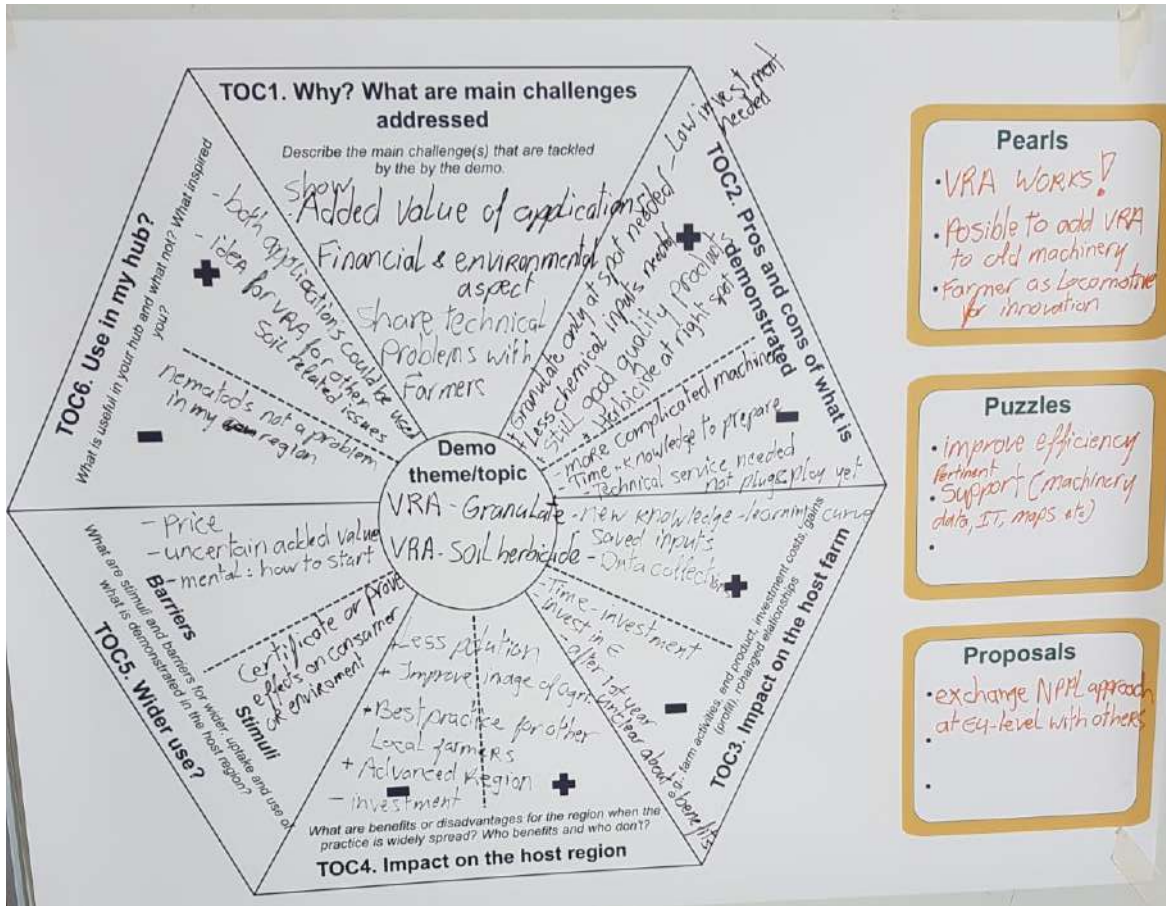 TOC1. Why? What are main challenges
addressed
Describe the main challenge(s) that are tackled
by the by the demo.
show
Added value of applications
Financial & environmental
aspect
share technical
Problems with
Farmers
TOC2. Pros and cons of what is
demonstrated
- Low investment
needed
+ Granulate only at spot needed
+ Less chemical inputs needed
+ Still good quality products
+ Herbicide at right spot
- more complicated machinery
- Time + knowledge to prepare
- Technical service needed
not plug&play yet
TOC3. Impact on the host farm
e.g. farm activities, end product, investment costs, gains
(profit), rohanged relationships
- new knowledge - learning curve
- saved inputs
- Data collection
- Time - investment
- invest in €
- after 1st year
unclear about benefits
TOC4. Impact on the host region
What are benefits or disadvantages for the region when the
practice is widely spread? Who benefits and who don't?
+ Less polution
+ Improve image of agri
+ Best practice for other
Local farmers
+ Advanced Region
- investment
TOC5. Wider use?
What are stimuli and barriers for wider, uptake and use of
what is demonstrated in the host region?
Barriers
- Price
- uncertain added value
- mental: how to start
Stimuli
Certificate or prove
effects on consumer
or enviroment
TOC6. Use in my hub?
What is useful in your hub and what not? What inspired
you?
- both applications could be used
- idea for VRA for other
soil related issues
nematods not a problem
in my region
Demo
theme/topic
VRA - Granulate
VRA - Soil herbicide
Pearls
• VRA WORKS!
• Posible to add VRA
to old machinery
• Farmer as Locomotive
for innovation
Puzzles
• improve efficiency
Pertinent
• Support (machinery
data, IT, maps etc)
•
Proposals
• exchange NPPL approach
at EU-level with others
•
•